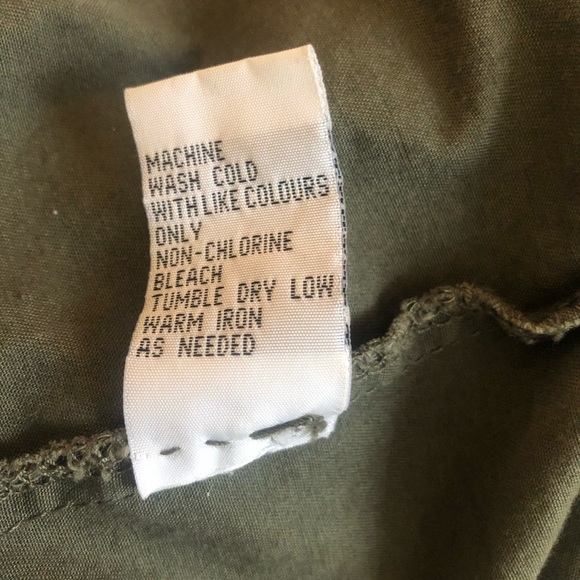 MACHINE
WASH COLD
WITH LIKE COLOURS
ONLY
NON-CHLORINE
BLEACH
TUMBLE DRY LOW
WARM IRON
AS NEEDED